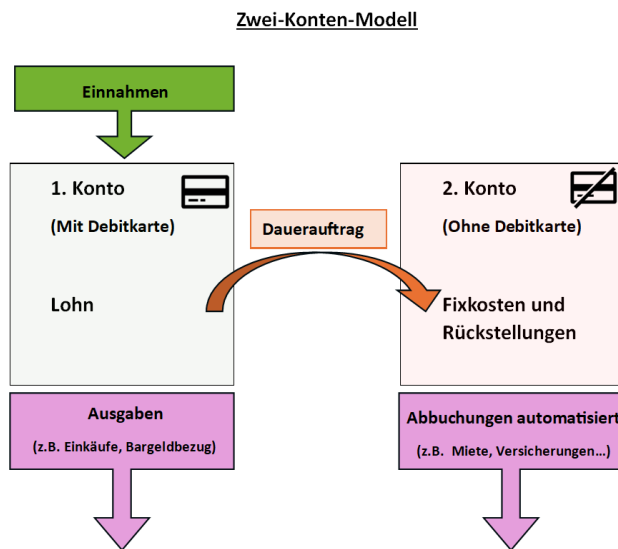 Zwei-Konten-Modell
Einnahmen
1. Konto
(Mit Debitkarte)
Lohn
Dauerauftrag
2. Konto
(Ohne Debitkarte)
Fixkosten und
Rückstellungen
Ausgaben
(z.B. Einkäufe, Bargeldbezug)
Abbuchungen automatisiert
(z.B. Miete, Versicherungen...)